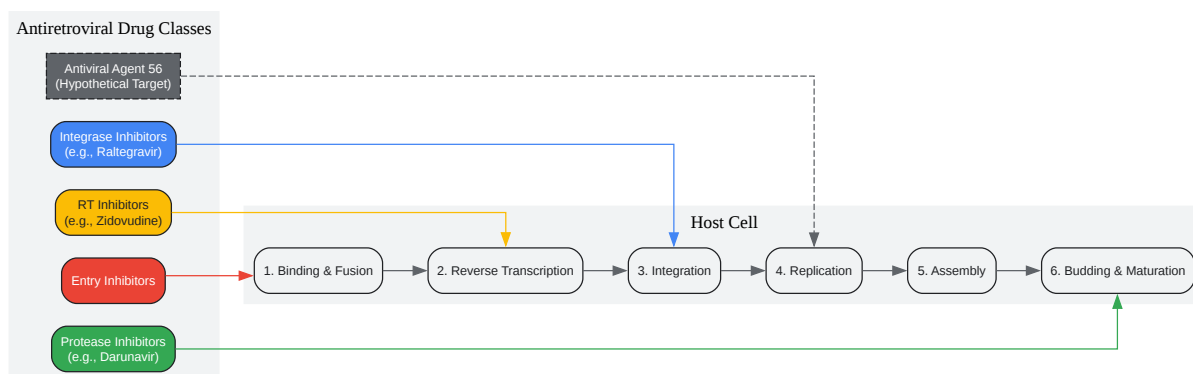 Antiretroviral Drug Classes
Antiviral Agent 56
(Hypothetical Target)
Integrase Inhibitors
(e.g., Raltegravir)
RT Inhibitors
(e.g., Zidovudine)
Entry Inhibitors
Protease Inhibitors
(e.g., Darunavir)
Host Cell
1. Binding & Fusion
2. Reverse Transcription
3. Integration
4. Replication
5. Assembly
6. Budding & Maturation